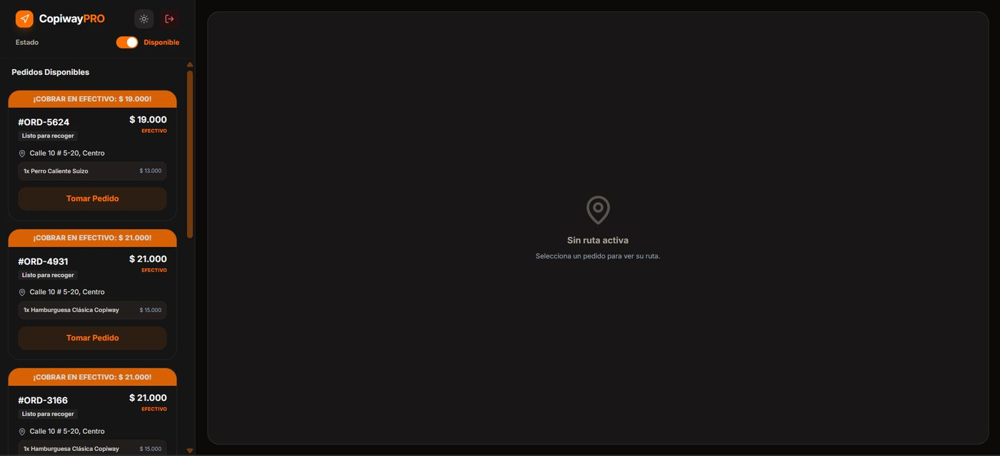 CopiwayPRO
Estado
Disponible
Pedidos Disponibles
¡COBRAR EN EFECTIVO: $ 19.000!
#ORD-5624
$ 19.000
Listo para recoger
EFECTIVO
Calle 10 # 5-20, Centro
1x Perro Caliente Suizo
$ 13.000
Tomar Pedido
¡COBRAR EN EFECTIVO: $ 21.000!
#ORD-4931
$ 21.000
Listo para recoger
EFECTIVO
Calle 10 # 5-20, Centro
1x Hamburguesa Clásica Copiway
$ 15.000
Tomar Pedido
¡COBRAR EN EFECTIVO: $ 21.000!
#ORD-3166
$ 21.000
Listo para recoger
EFECTIVO
Calle 10 # 5-20, Centro
1x Hamburguesa Clásica Copiway
$ 15.000
Sin ruta activa
Selecciona un pedido para ver su ruta.